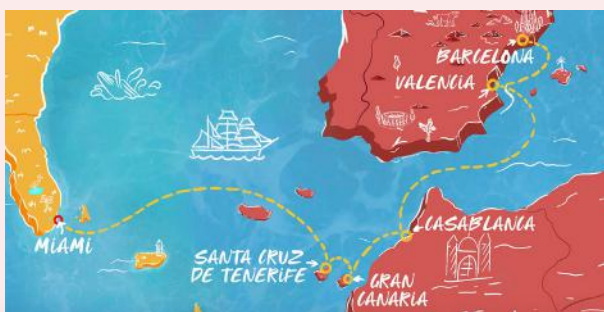 BARCELONA
VALENCIA
CASABLANCA
MIAMI
SANTA CRUZ
DE TENERIFE
GRAN
CANARIA